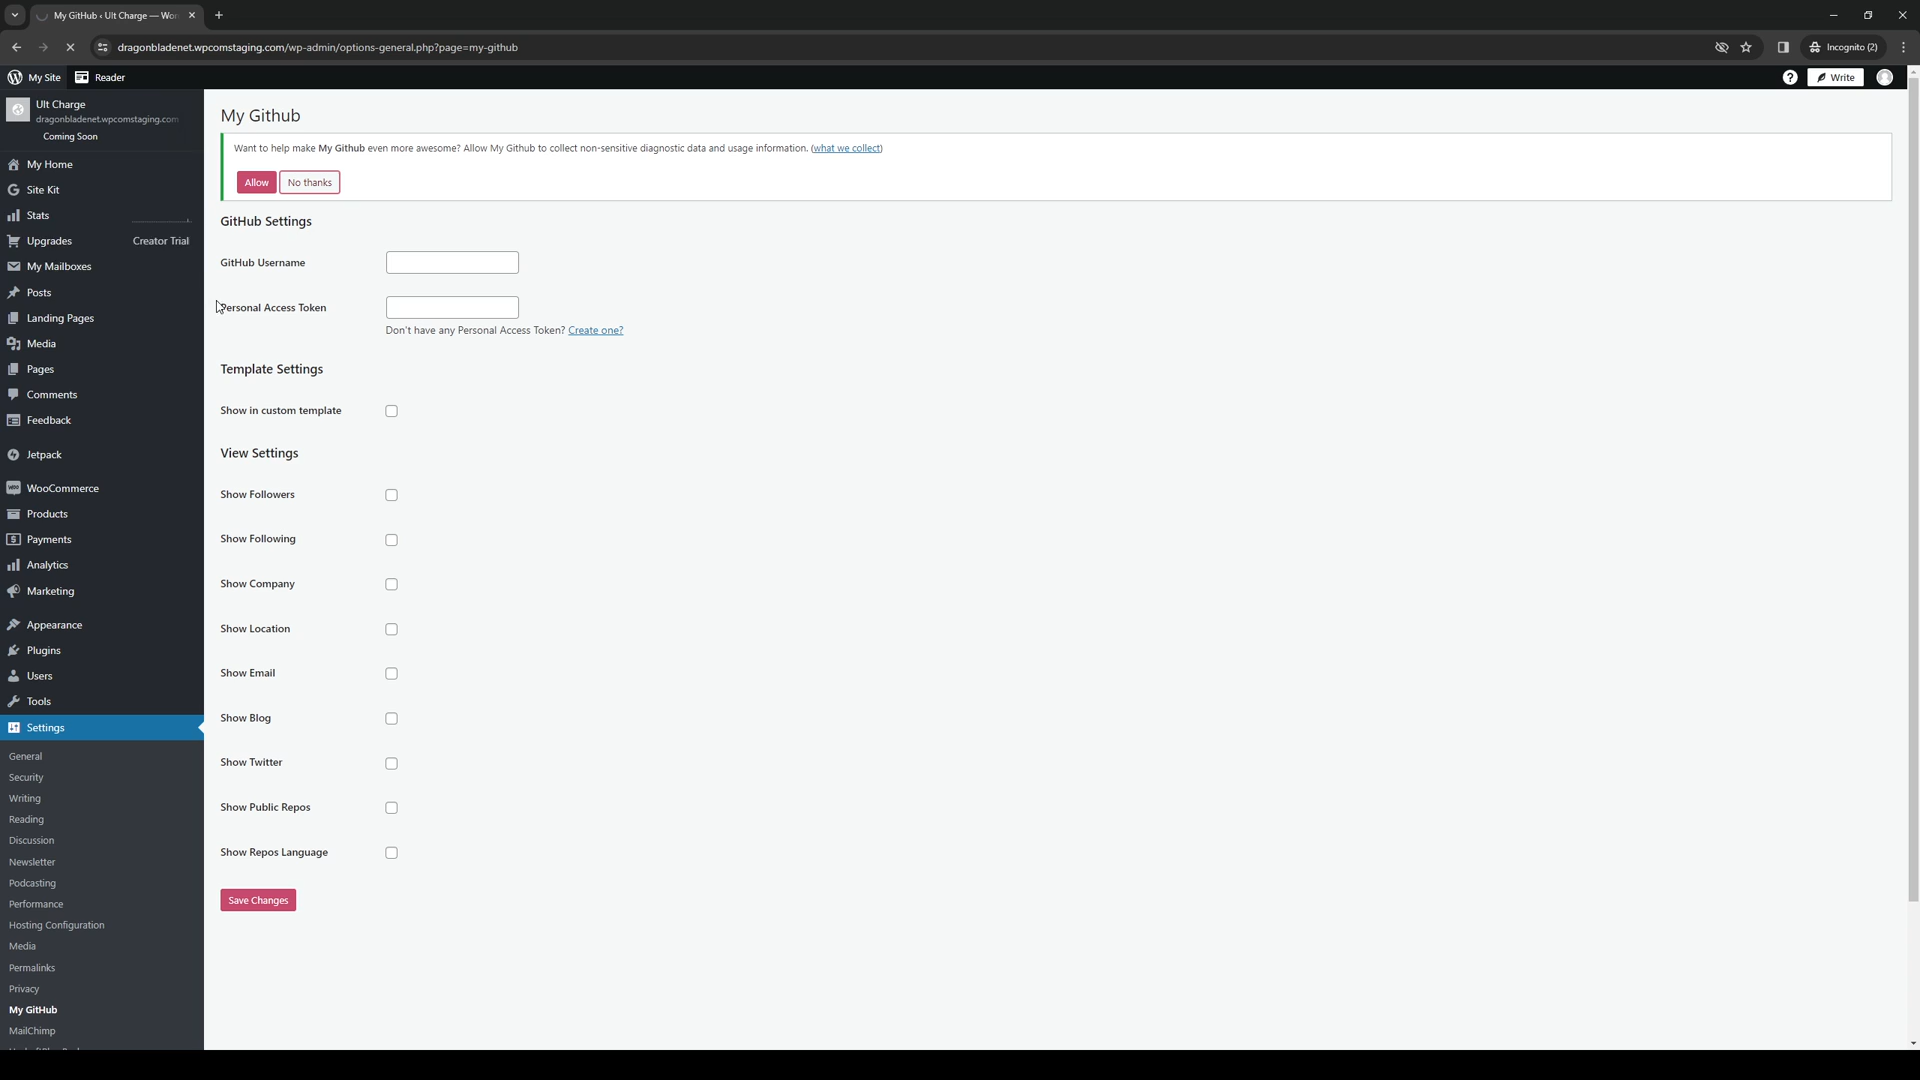 My GitHub ‹ Ult Charge — Wor
dragonbladenet.wpcomstaging.com/wp-admin/options-general.php?page=my-github
Incognito (2)
My Site
Reader
Write
Ult Charge
dragonbladenet.wpcomstaging.com
Coming Soon
My Home
Site Kit
Stats
Upgrades
Creator Trial
My Mailboxes
Posts
Landing Pages
Media
Pages
Comments
Feedback
Jetpack
WooCommerce
Products
Payments
Analytics
Marketing
Appearance
Plugins
Users
Tools
Settings
General
Security
Writing
Reading
Discussion
Newsletter
Podcasting
Performance
Hosting Configuration
Media
Permalinks
Privacy
My GitHub
MailChimp
My Github
Want to help make My Github even more awesome? Allow My Github to collect non-sensitive diagnostic data and usage information. (what we collect)
Allow
No thanks
GitHub Settings
GitHub Username
Personal Access Token
Don't have any Personal Access Token? Create one?
Template Settings
Show in custom template
View Settings
Show Followers
Show Following
Show Company
Show Location
Show Email
Show Blog
Show Twitter
Show Public Repos
Show Repos Language
Save Changes